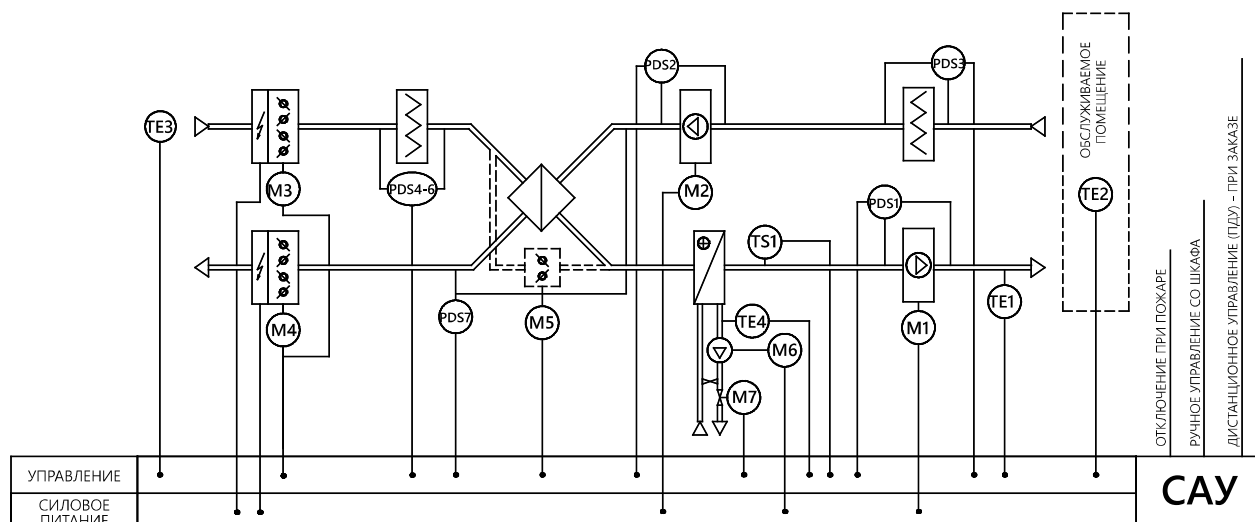 PDS2
PDS3
ОБСЛУЖИВАЕМОЕ
ПОМЕЩЕНИЕ
TE3
M3
PDS4-6
M2
TE2
PDS1
TS1
M4
PDS7
M5
TE4
M6
M7
M1
TE1
ОТКЛЮЧЕНИЕ ПРИ ПОЖАРЕ
РУЧНОЕ УПРАВЛЕНИЕ СО ШКАФА
ДИСТАНЦИОННОЕ УПРАВЛЕНИЕ (ПДУ) - ПРИ ЗАКАЗЕ
УПРАВЛЕНИЕ
СИЛОВОЕ
ПИТАНИЕ
САУ